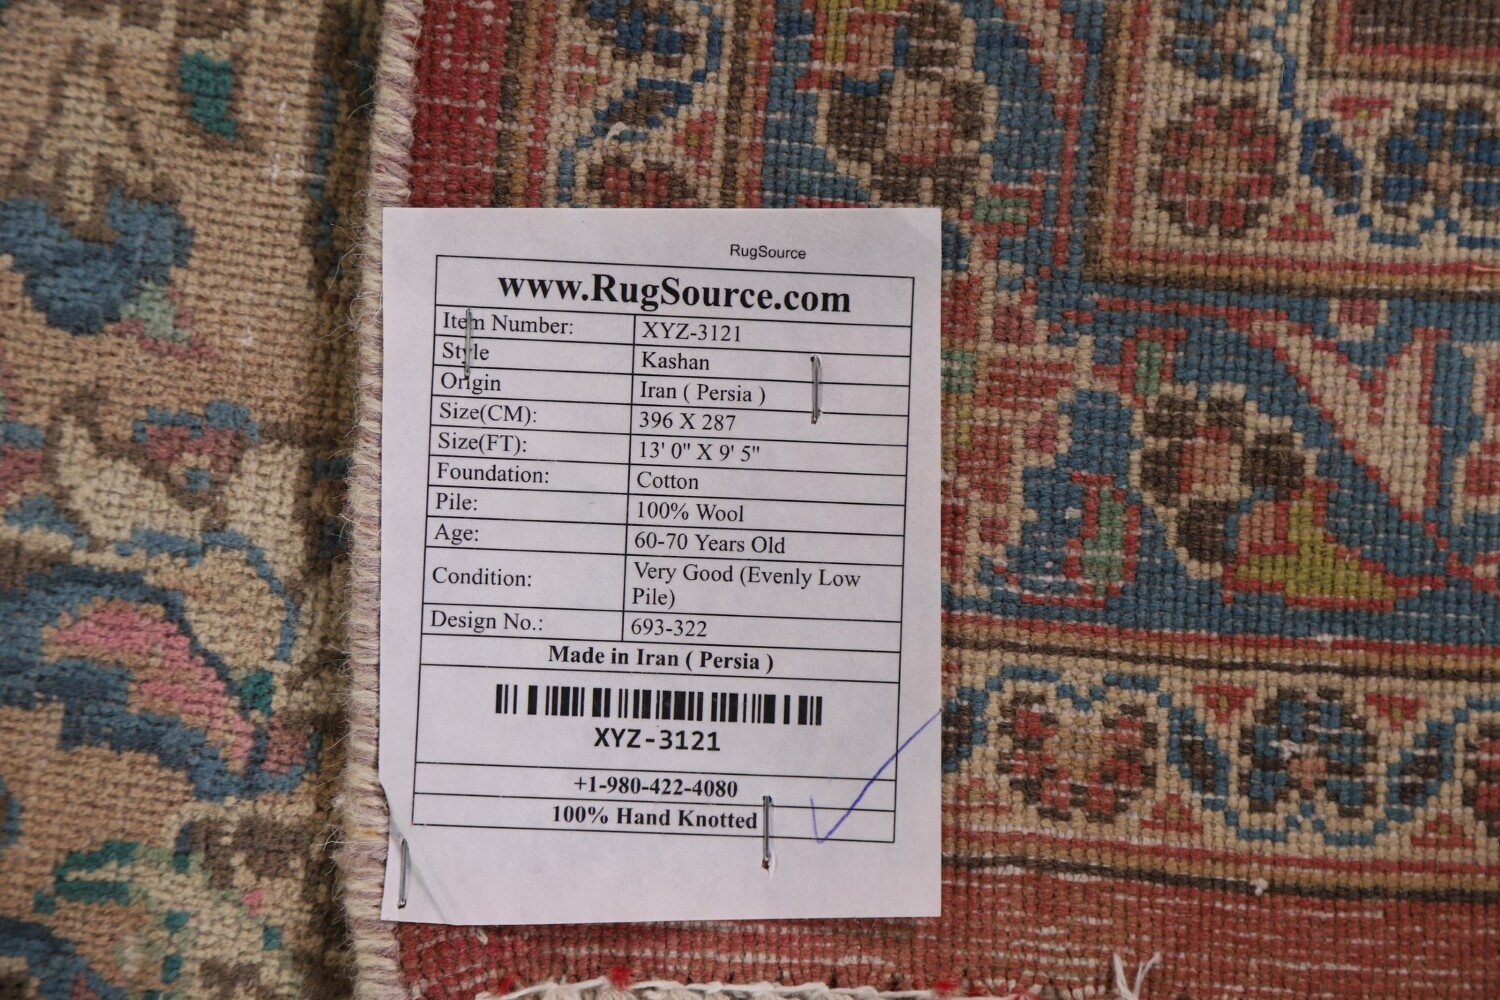 RugSource
www.RugSource.com
Item Number: XYZ-3121
Style Kashan
Origin Iran ( Persia )
Size(CM): 396 X 287
Size(FT): 13' 0" X 9' 5"
Foundation: Cotton
Pile: 100% Wool
Age: 60-70 Years Old
Condition: Very Good (Evenly Low
Pile)
Design No.: 693-322
Made in Iran ( Persia )
XYZ-3121
+1-980-422-4080
100% Hand Knotted